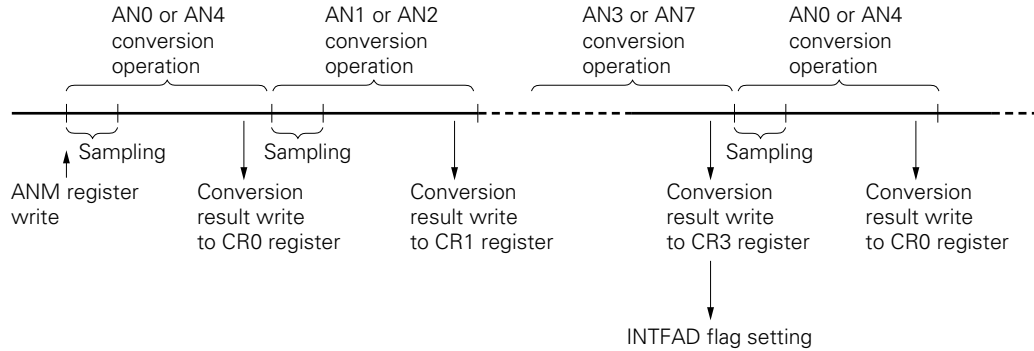 AN0 or AN4
conversion
operation
AN1 or AN2
conversion
operation
AN3 or AN7
conversion
operation
AN0 or AN4
conversion
operation
Sampling
Sampling
Sampling
ANM register
write
Conversion
result write
to CR0 register
Conversion
result write
to CR1 register
Conversion
result write
to CR3 register
Conversion
result write
to CR0 register
INTFAD flag setting